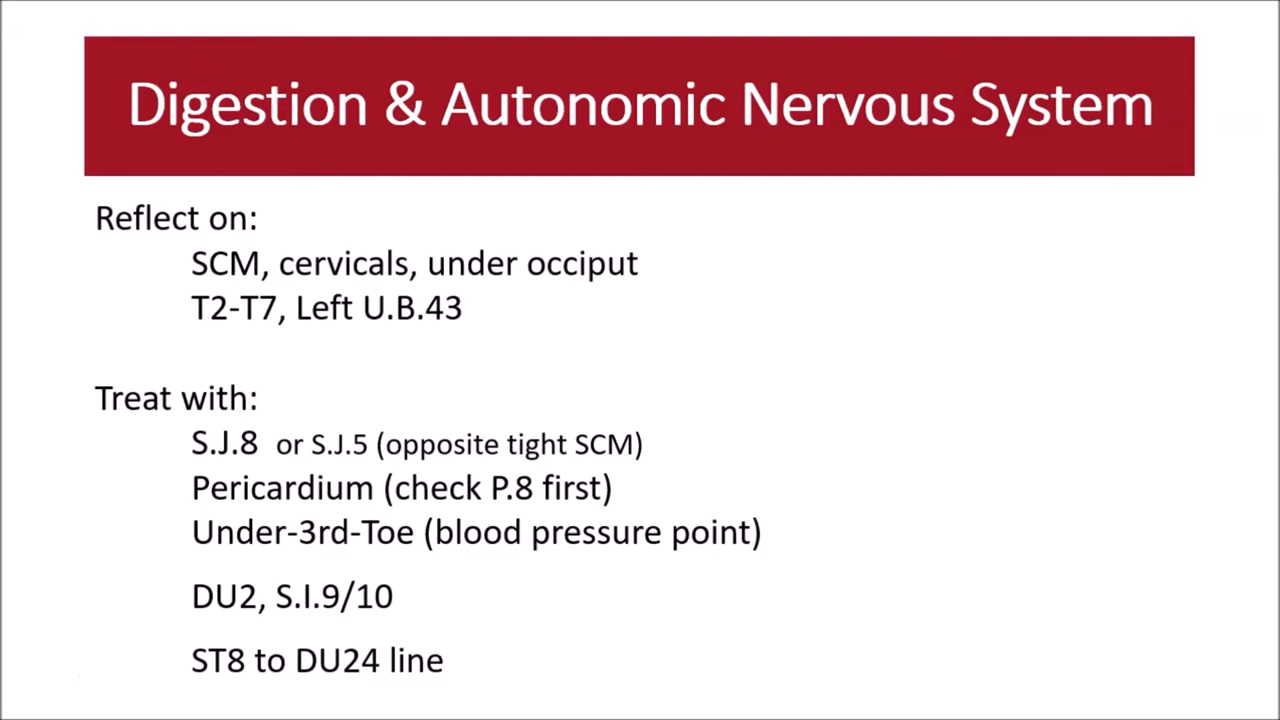 Digestion & Autonomic Nervous System
Reflect on:
SCM, cervicals, under occiput
T2-T7, Left U.B.43
Treat with:
S.J.8 or S.J.5 (opposite tight SCM)
Pericardium (check P.8 first)
Under-3rd-Toe (blood pressure point)
DU2, S.I.9/10
ST8 to DU24 line